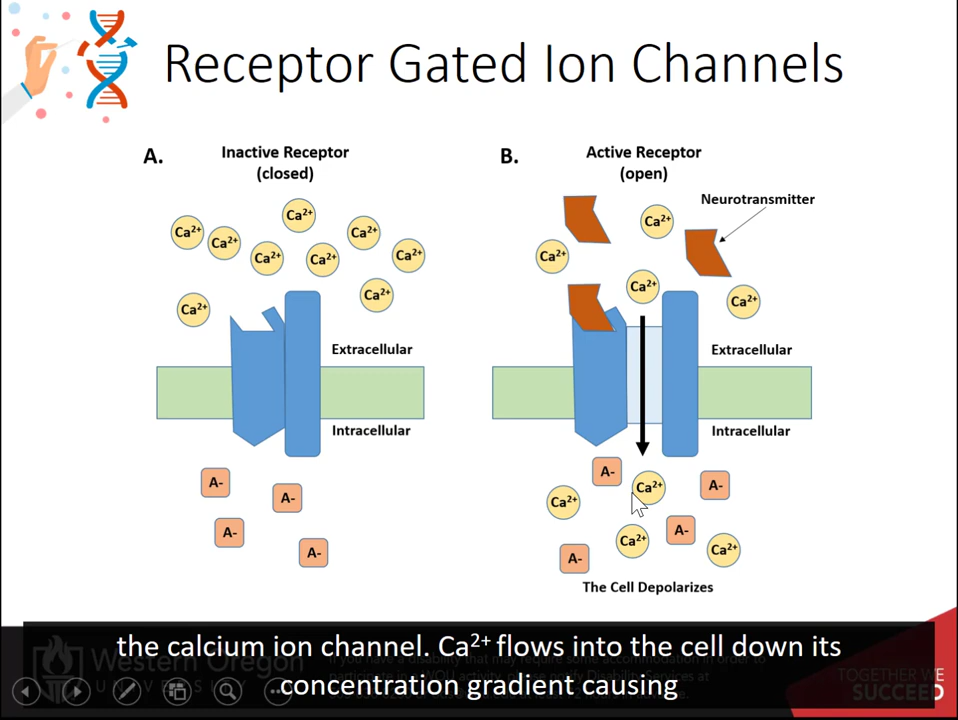 Receptor Gated Ion Channels
A.
Inactive Receptor
(closed)
Ca²⁺
Ca²⁺
Ca²⁺
Ca²⁺
Ca²⁺
Ca²⁺
Ca²⁺
Ca²⁺
Ca²⁺
Extracellular
Intracellular
A-
A-
A-
A-
B.
Active Receptor
(open)
Neurotransmitter
Ca²⁺
Ca²⁺
Ca²⁺
Ca²⁺
Extracellular
Intracellular
A-
Ca²⁺
A-
Ca²⁺
A-
Ca²⁺
Ca²⁺
A-
The Cell Depolarizes
the calcium ion channel. Ca²⁺ flows into the cell down its
concentration gradient causing
Western Oregon
TOGETHER WE
SUCCEED